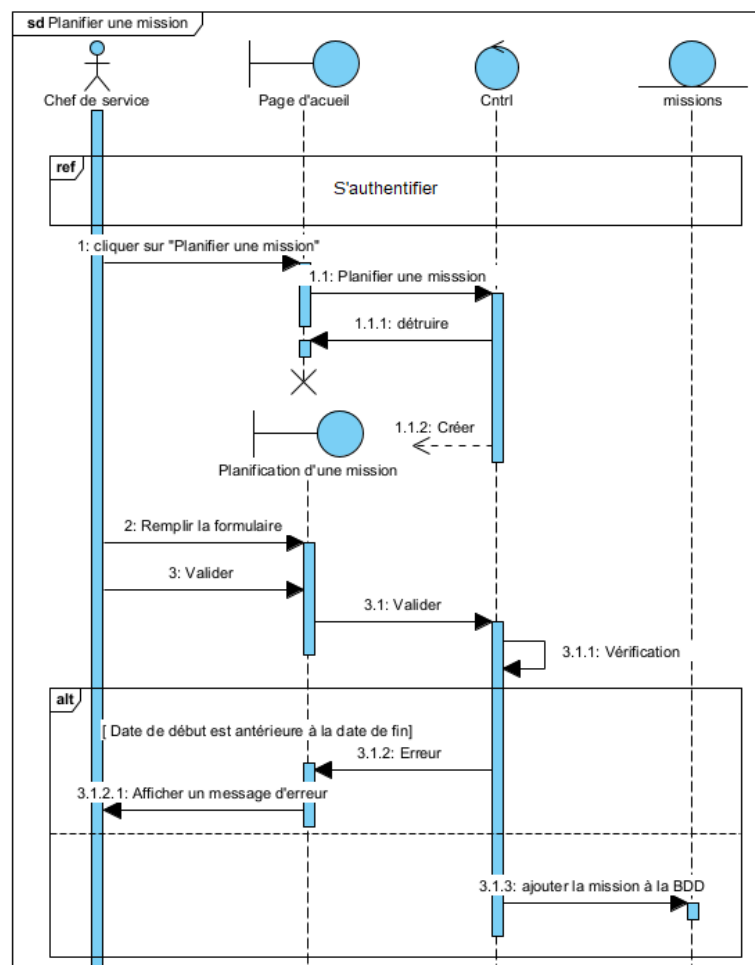 sd Planifier une mission
Chef de service
Page d'acueil
Cntrl
missions
ref
S'authentifier
1: cliquer sur "Planifier une mission"
1.1: Planifier une misssion
1.1.1: détruire
1.1.2: Créer
Planification d'une mission
2: Remplir la formulaire
3: Valider
3.1: Valider
3.1.1: Vérification
alt
[ Date de début est antérieure à la date de fin]
3.1.2: Erreur
3.1.2.1: Afficher un message d'erreur
3.1.3: ajouter la mission à la BDD